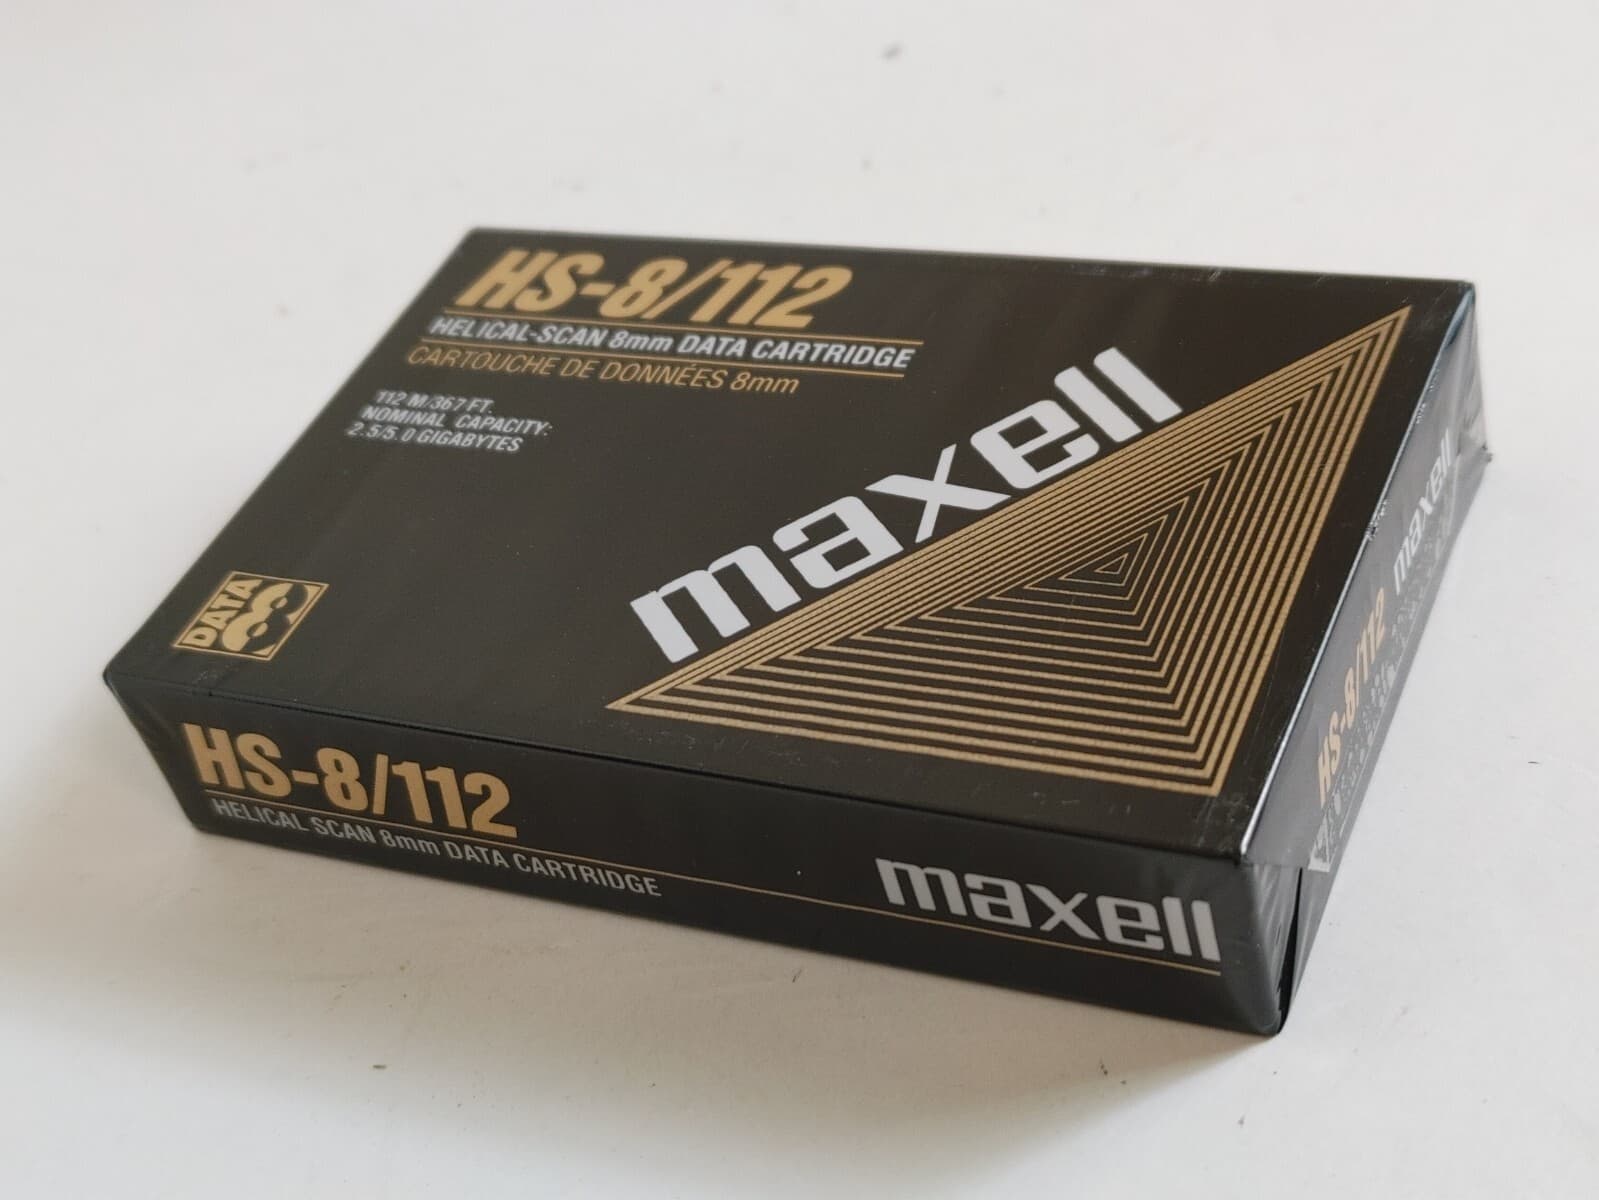 HS-8/112
HELICAL-SCAN 8mm DATA CARTRIDGE
CARTOUCHE DE DONNÉES 8mm
112 M/367 FT.
NOMINAL CAPACITY:
2.5/5.0 GIGABYTES
maxell
DATA 8
HS-8/112
HELICAL SCAN 8mm DATA CARTRIDGE
maxell
HS-8/112
maxell